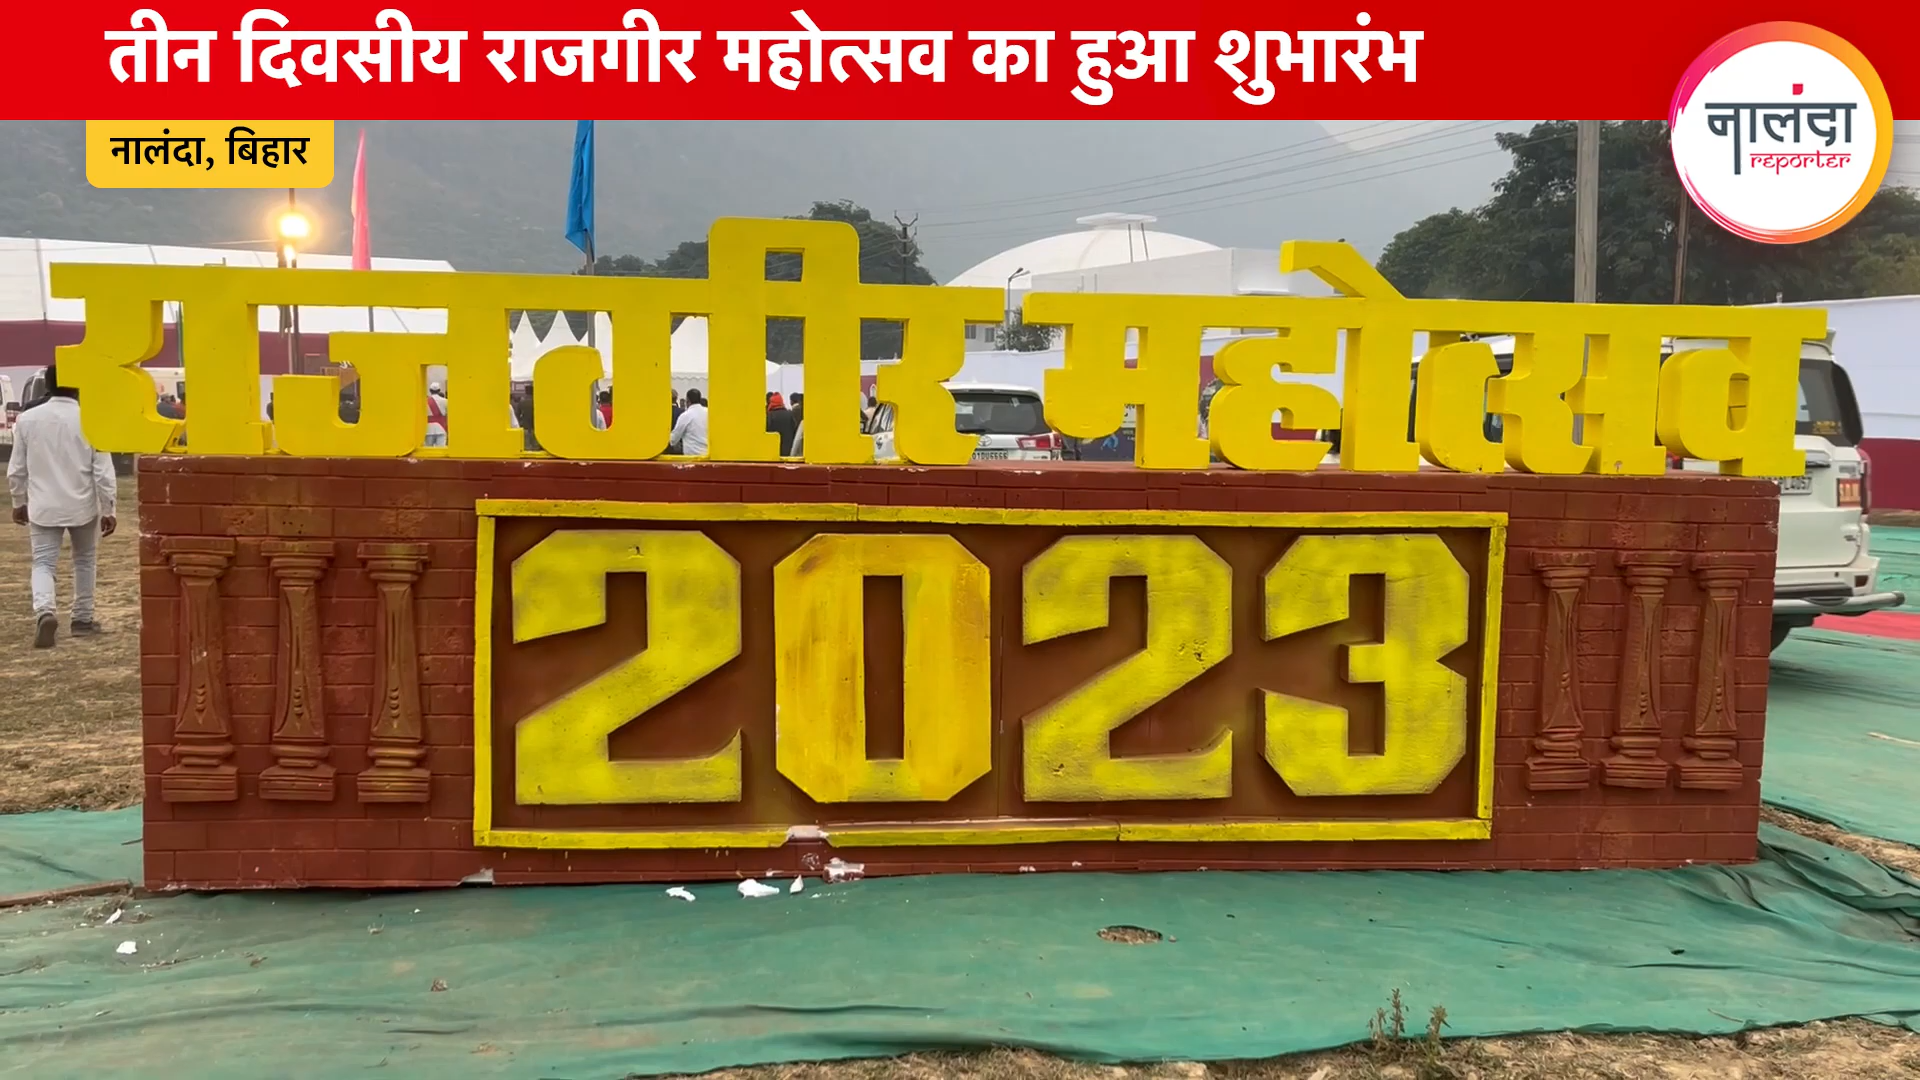 तीन दिवसीय राजगीर महोत्सव का हुआ शुभारंभ
नालंदा
reporter
नालंदा, बिहार
राजगीर महोत्सव
2023